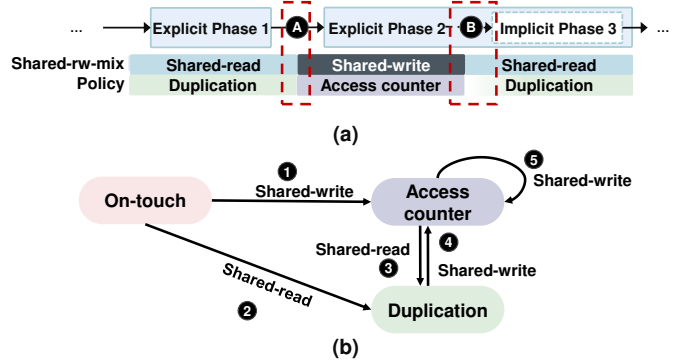 ... Explicit Phase 1 A Explicit Phase 2 B Implicit Phase 3 ...
Shared-rw-mix Shared-read Shared-write Shared-read
Policy Duplication Access counter Duplication
(a)
1 5
On-touch Shared-write Access Shared-write
counter
Shared-read 4
3 Shared-write
Shared-read
2 Duplication
(b)